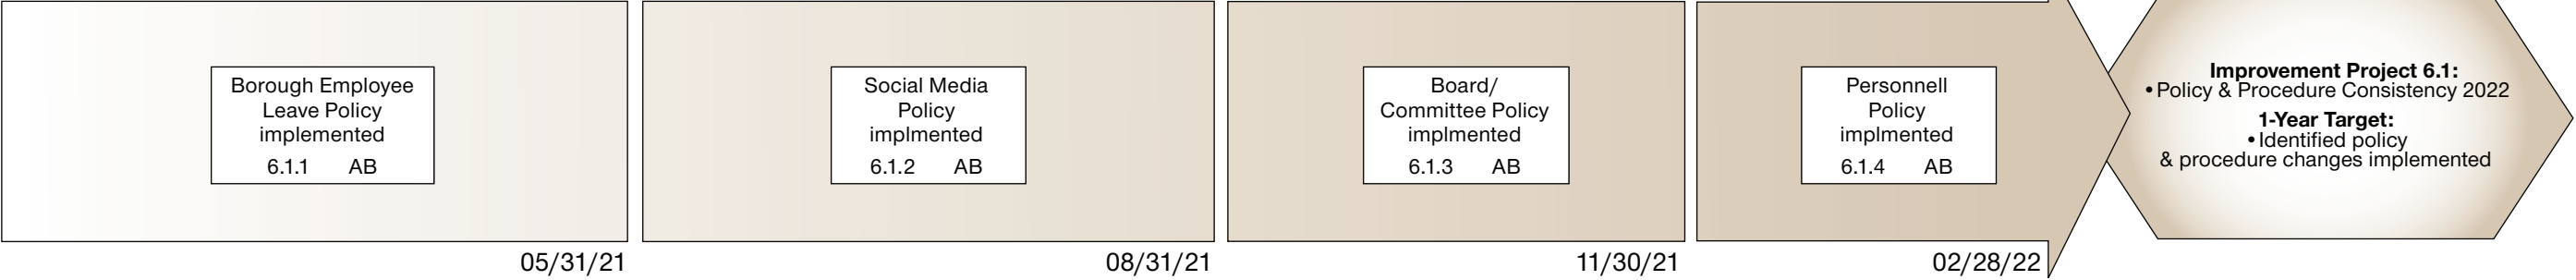 Borough Employee
Leave Policy
implemented
6.1.1 AB
05/31/21
Social Media
Policy
implmented
6.1.2 AB
08/31/21
Board/
Committee Policy
implmented
6.1.3 AB
11/30/21
Personnell
Policy
implmented
6.1.4 AB
02/28/22
Improvement Project 6.1:
• Policy & Procedure Consistency 2022
1-Year Target:
• Identified policy
& procedure changes implemented